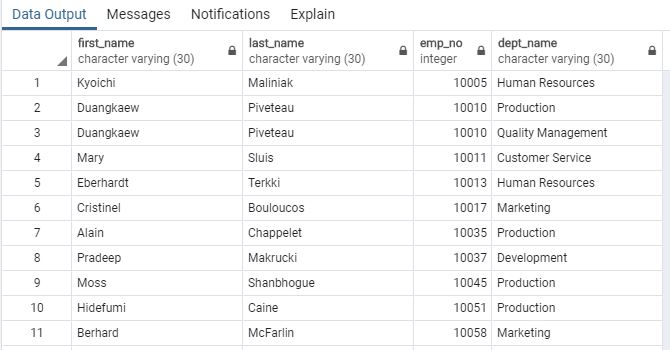 Data Output Messages Notifications Explain
first_name last_name emp_no dept_name
character varying (30) character varying (30) integer character varying (30)
1 Kyoichi Maliniak 10005 Human Resources
2 Duangkaew Piveteau 10010 Production
3 Duangkaew Piveteau 10010 Quality Management
4 Mary Sluis 10011 Customer Service
5 Eberhardt Terkki 10013 Human Resources
6 Cristinel Bouloucos 10017 Marketing
7 Alain Chappelet 10035 Production
8 Pradeep Makrucki 10037 Development
9 Moss Shanbhogue 10045 Production
10 Hidefumi Caine 10051 Production
11 Berhard McFarlin 10058 Marketing